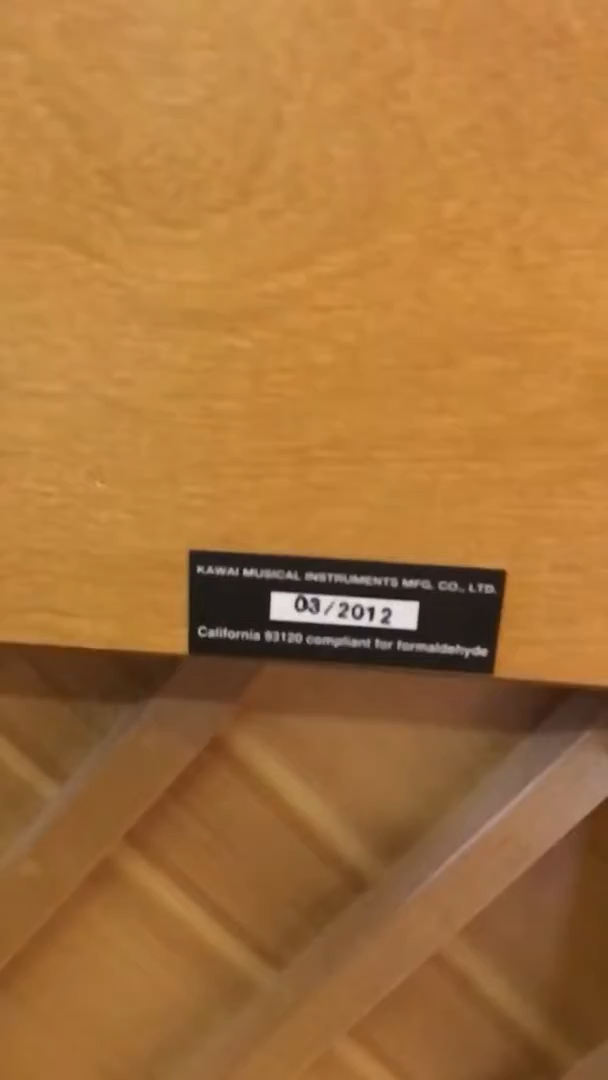 KAWAI MUSICAL INSTRUMENTS MFG. CO., LTD.
03/2012
California 93120 compliant for formaldehyde